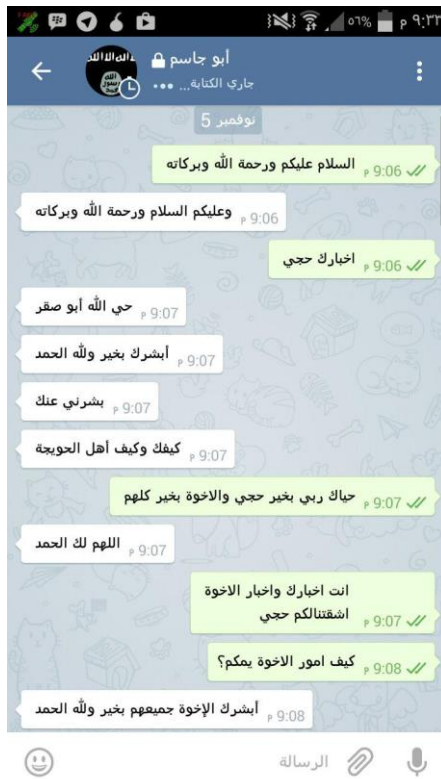 ٥٦% ٩:٣٣ م
أبو جاسم
جاري الكتابة...
نوفمبر 5
السلام عليكم ورحمة الله وبركاته
9:06 م
وعليكم السلام ورحمة الله وبركاته
9:06 م
اخبارك حجي
9:06 م
حي الله أبو صقر
9:07 م
أبشرك بخير ولله الحمد
9:07 م
بشرني عنك
9:07 م
كيفك وكيف أهل الحويجة
9:07 م
حياك ربي بخير حجي والاخوة بخير كلهم
9:07 م
اللهم لك الحمد
9:07 م
انت اخبارك واخبار الاخوة
اشقتنالكم حجي
9:07 م
كيف امور الاخوة يمكم؟
9:08 م
أبشرك الإخوة جميعهم بخير ولله الحمد
9:08 م
الرسالة